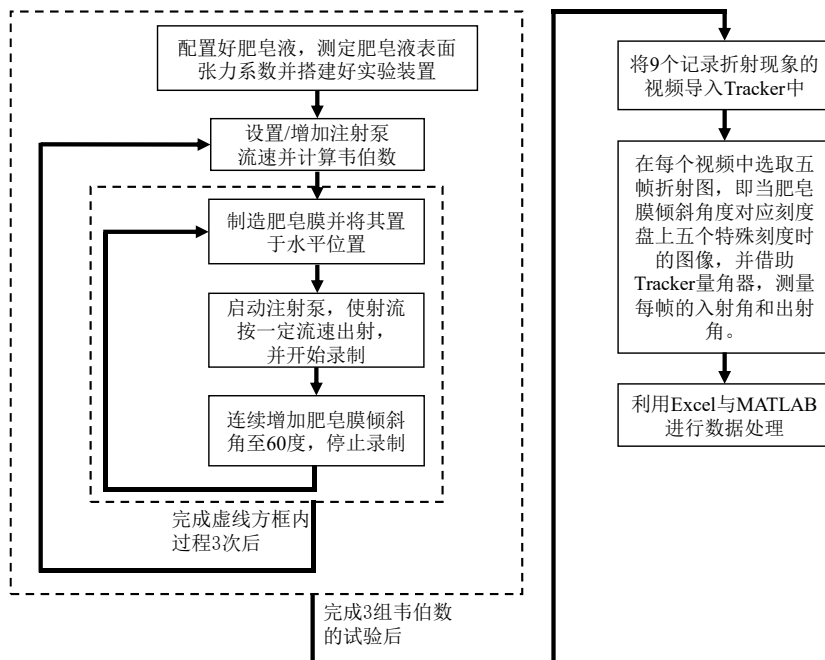 配置好肥皂液，测定肥皂液表面
张力系数并搭建好实验装置
设置/增加注射泵
流速并计算韦伯数
制造肥皂膜并将其置
于水平位置
启动注射泵，使射流
按一定流速出射，
并开始录制
连续增加肥皂膜倾斜
角至60度，停止录制
完成虚线方框内
过程3次后
完成3组韦伯数
的试验后
将9个记录折射现象的
视频导入Tracker中
在每个视频中选取五
帧折射图，即当肥皂
膜倾斜角度对应刻度
盘上五个特殊刻度时
的图像，并借助
Tracker量角器，测量
每帧的入射角和出射
角。
利用Excel与MATLAB
进行数据处理